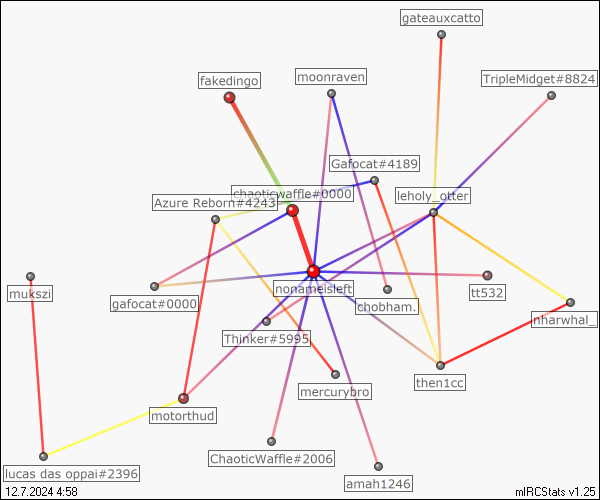 gateauxcatto
fakedingo
moonraven
TripleMidget#8824
Gafocat#4189
chaoticwaffle#0000
leholy_otter
Azure Reborn#4243
nonameisleft
mukszi
gafocat#0000
chobham.
tt532
nharwhal_
Thinker#5995
then1cc
mercurybro
motorthud
ChaoticWaffle#2006
lucas das oppai#2396
amah1246
12.7.2024 4:58
mIRCStats v1.25